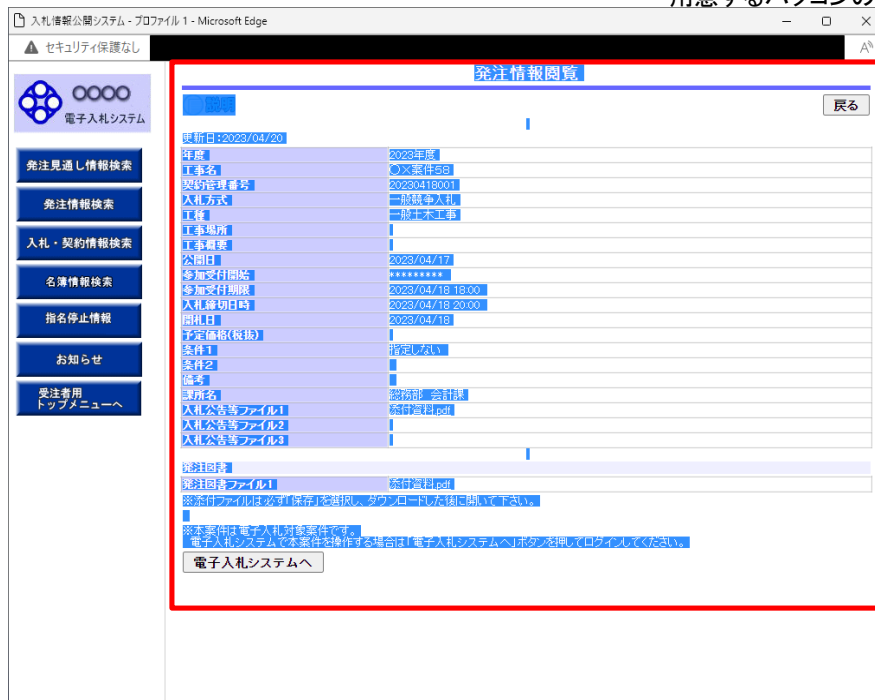 用意するパソコンの
入札情報公開システム - プロファイル 1 - Microsoft Edge
セキュリティ保護なし
発注情報閲覧
〇〇〇〇
電子入札システム
説明
戻る
更新日:2023/04/20
年度 2023年度
工事名 〇×案件58
契約管理番号 20230418001
入札方式 一般競争入札
工種 一般土木工事
工事場所
工事概要
公開日 2023/04/17
参加受付開始 *********
参加受付期限 2023/04/18 18:00
入札締切日時 2023/04/18 20:00
開札日 2023/04/18
予定価格(税抜)
条件1 指定しない
条件2
備考
課所名 総務部 会計課
入札公告等ファイル1 添付資料.pdf
入札公告等ファイル2
入札公告等ファイル3
発注図書
発注図書ファイル1 添付資料.pdf
※添付ファイルは必ず「保存」を選択し、ダウンロードした後に開いて下さい。
※本案件は電子入札対象案件です。
電子入札システムで本案件を操作する場合は「電子入札システムへ」ボタンを押してログインしてください。
電子入札システムへ
発注見通し情報検索
発注情報検索
入札・契約情報検索
名簿情報検索
指名停止情報
お知らせ
受注者用
トップメニューへ